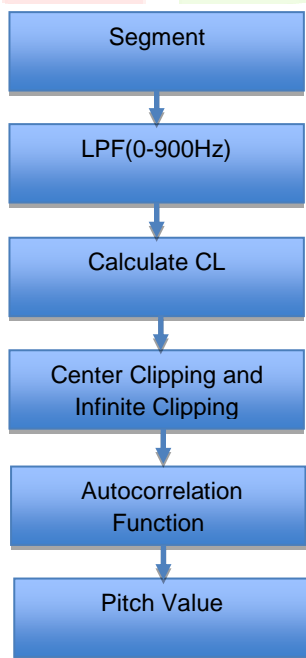 Segment
LPF(0-900Hz)
Calculate CL
Center Clipping and
Infinite Clipping
Autocorrelation
Function
Pitch Value